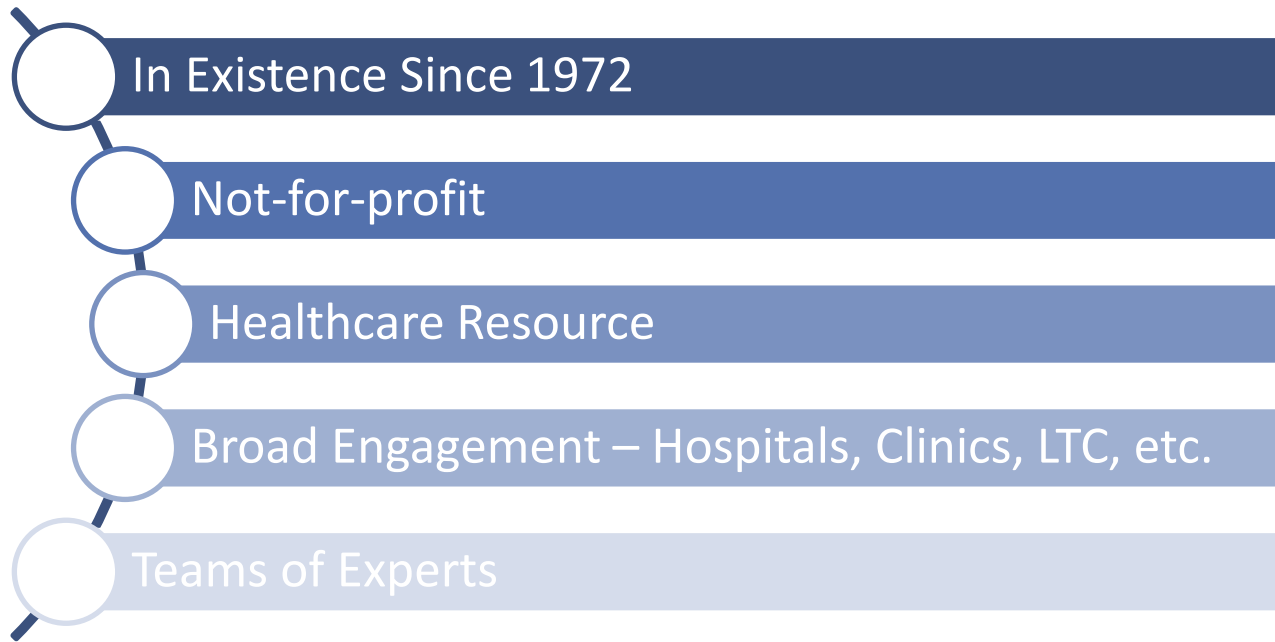 In Existence Since 1972
Not-for-profit
Healthcare Resource
Broad Engagement – Hospitals, Clinics, LTC, etc.
Teams of Experts